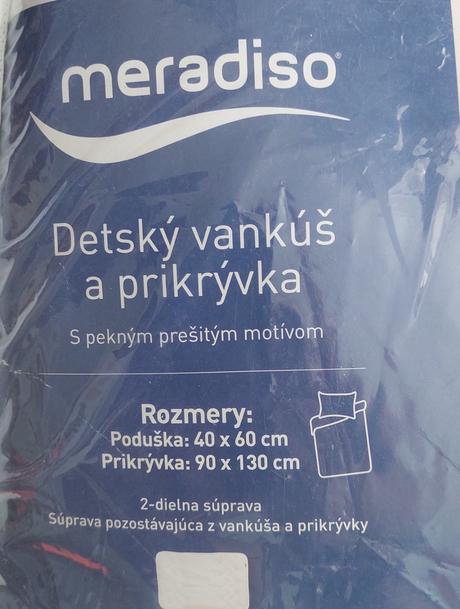 meradiso®
Detský vankúš
a prikrývka
S pekným prešitým motívom
Rozmery:
Poduška: 40 x 60 cm
Prikrývka: 90 x 130 cm
2-dielna súprava
Súprava pozostávajúca z vankúša a prikrývky